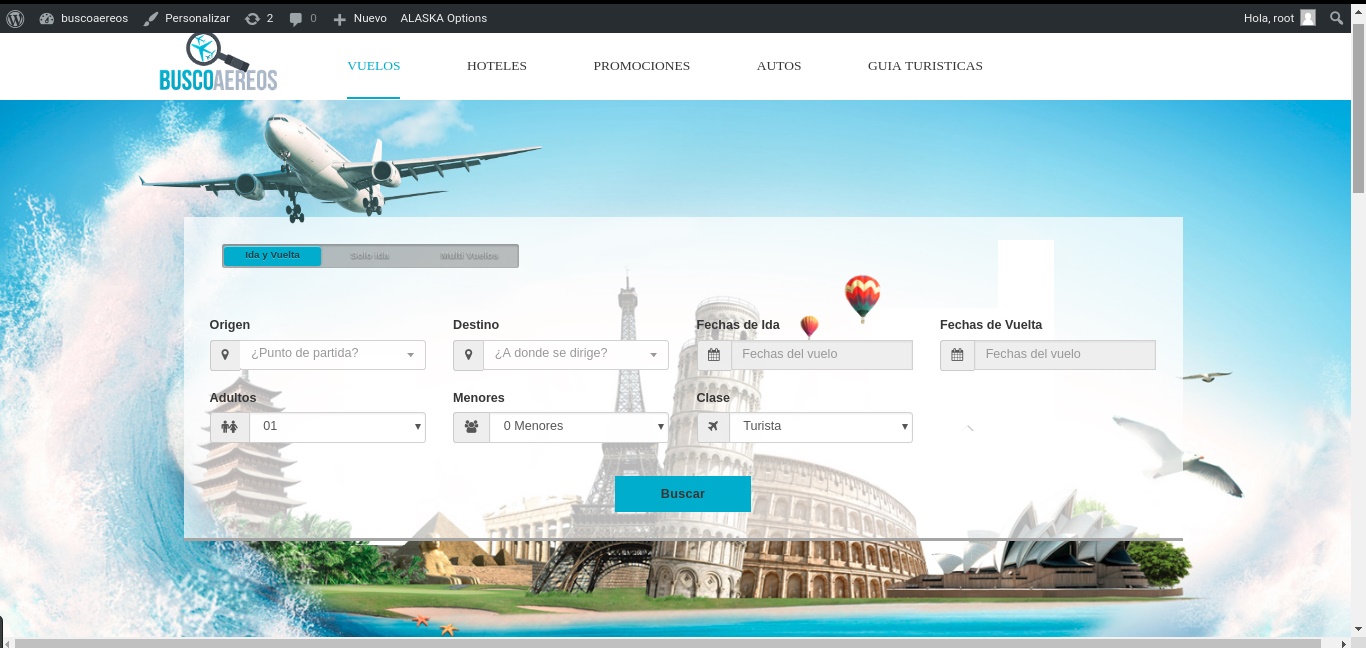 buscoaereos Personalizar 2 0 Nuevo ALASKA Options Hola, root
BUSCOAEREOS
VUELOS HOTELES PROMOCIONES AUTOS GUIA TURISTICAS
Ida y Vuelta Solo ida Multi Vuelos
Origen Destino Fechas de Ida Fechas de Vuelta
¿Punto de partida? ¿A donde se dirige? Fechas del vuelo Fechas del vuelo
Adultos Menores Clase
01 0 Menores Turista
Buscar